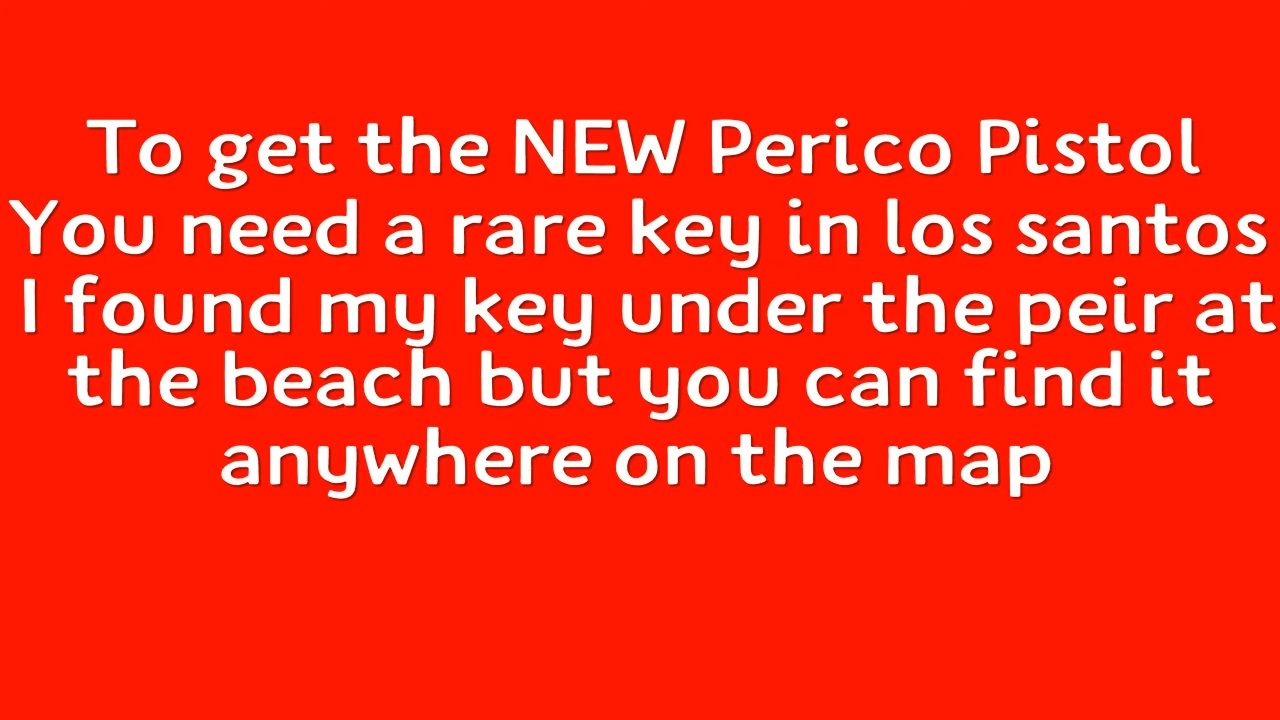 To get the NEW Perico Pistol
You need a rare key in los santos
I found my key under the peir at
the beach but you can find it
anywhere on the map